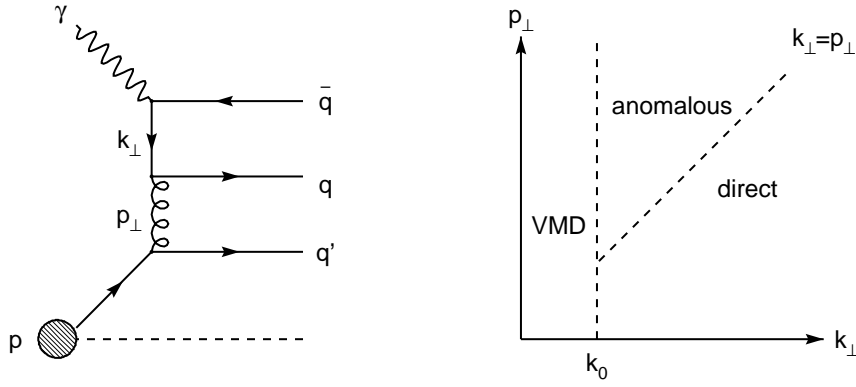 γ
q̄
k⊥
q
p⊥
q’
p
p⊥
k⊥=p⊥
anomalous
direct
VMD
k₀
k⊥